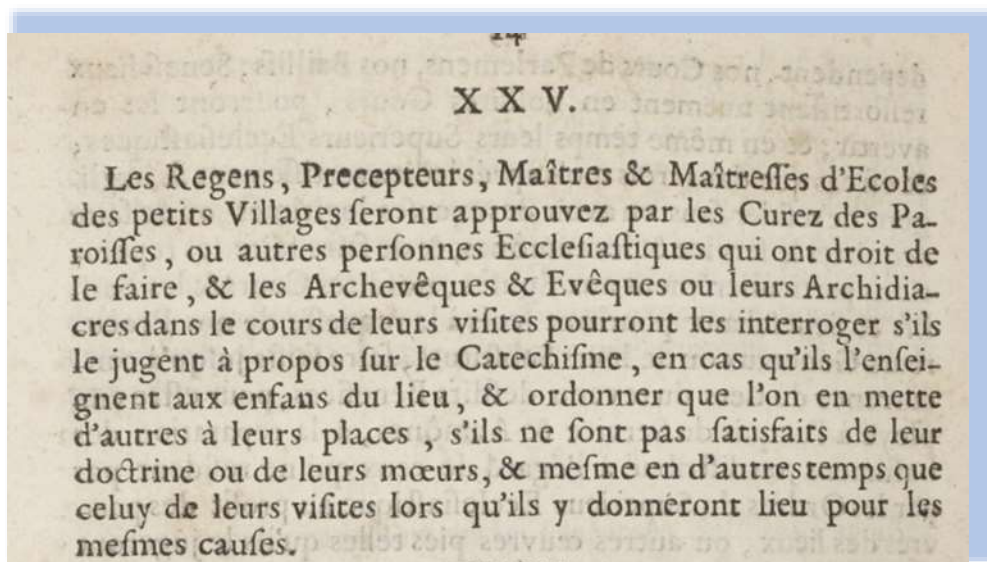 14
X X V.
Les Regens, Precepteurs, Maîtres & Maîtreſſes d'Ecoles
des petits Villages ſeront approuvez par les Curez des Pa-
roiſſes, ou autres perſonnes Eccleſiaſtiques qui ont droit de
le faire, & les Archevêques & Evêques ou leurs Archidia-
cres dans le cours de leurs viſites pourront les interroger s'ils
le jugent à propos ſur le Catechiſme, en cas qu'ils l'enſei-
gnent aux enfans du lieu, & ordonner que l'on en mette
d'autres à leurs places, s'ils ne ſont pas ſatisfaits de leur
doctrine ou de leurs mœurs, & meſme en d'autres temps que
celuy de leurs viſites lors qu'ils y donneront lieu pour les
meſmes cauſes.